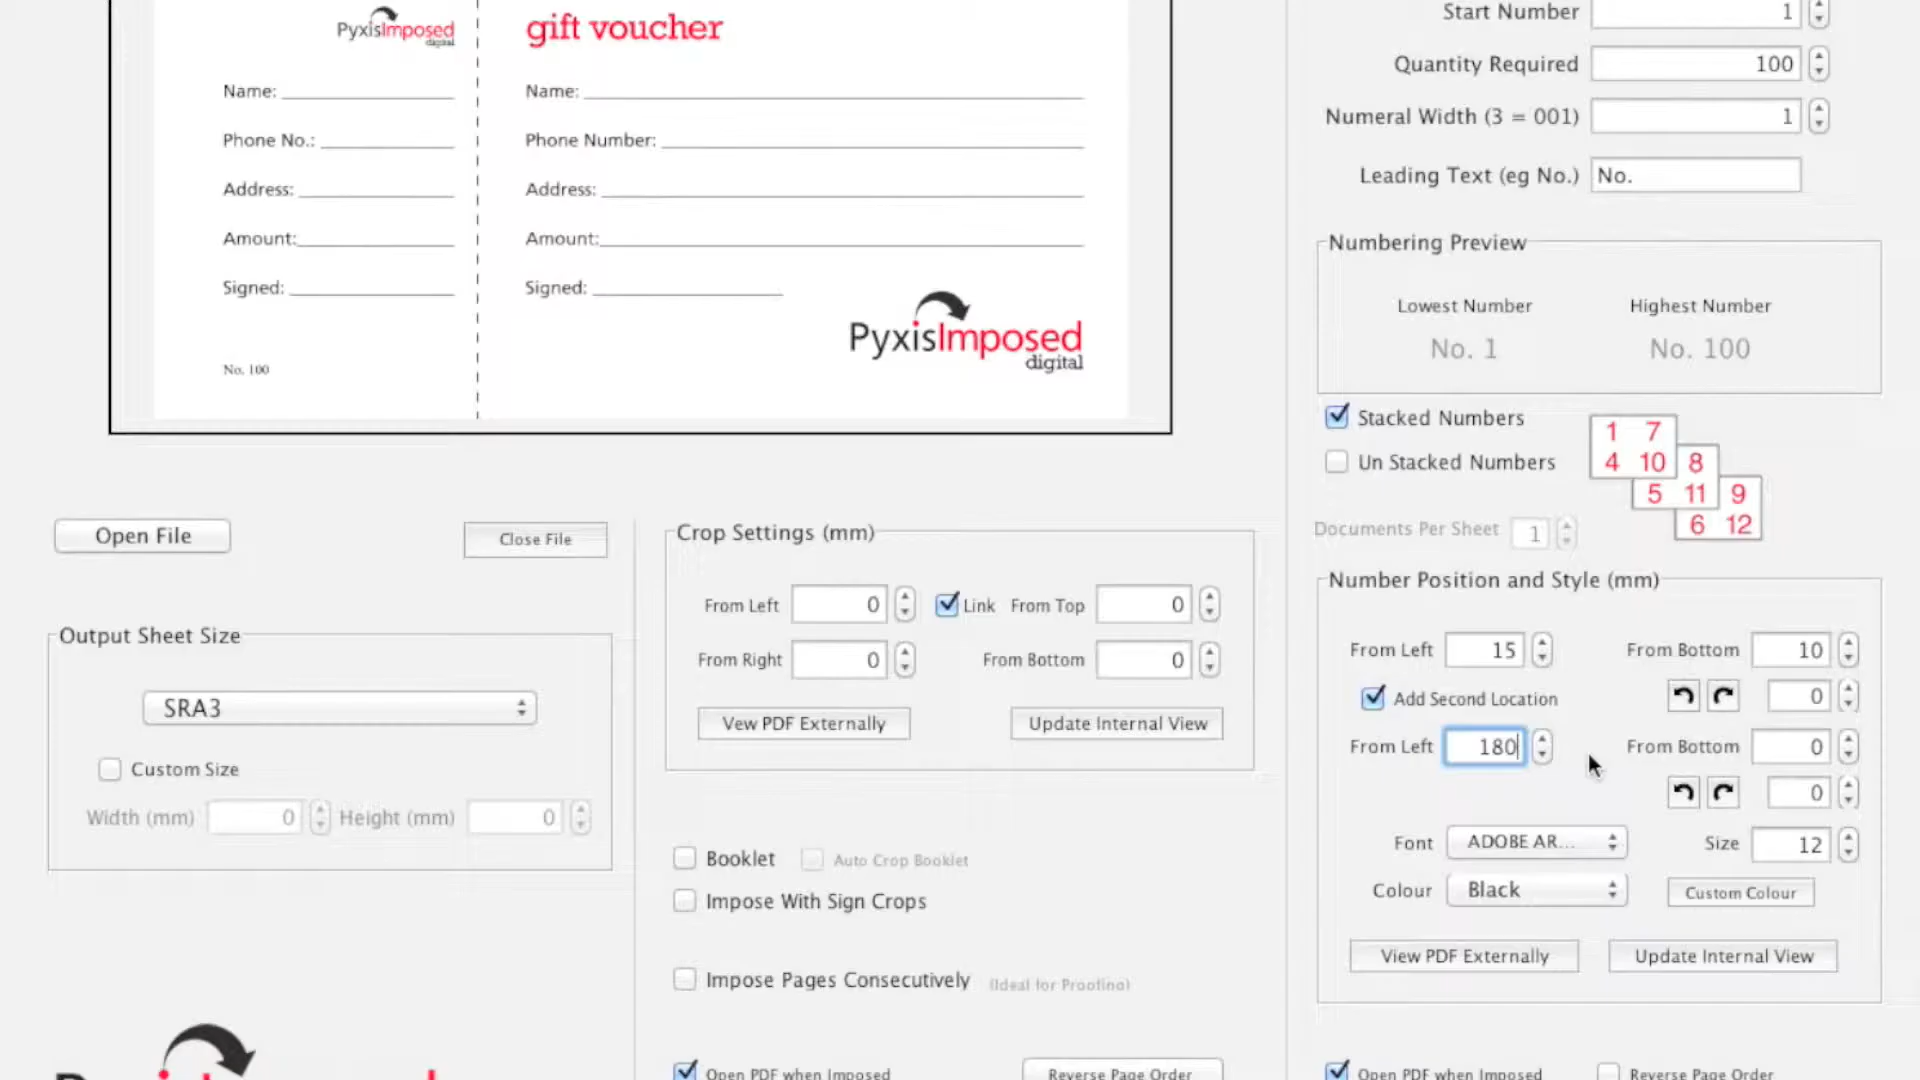 PyxisImposed
digital
gift voucher
Name:
Name:
Phone No.:
Phone Number:
Address:
Address:
Amount:
Amount:
Signed:
Signed:
PyxisImposed
digital
No. 100
Start Number 1
Quantity Required 100
Numeral Width (3 = 001) 1
Leading Text (eg No.) No.
Numbering Preview
Lowest Number Highest Number
No. 1 No. 100
Stacked Numbers
Un Stacked Numbers
1 7
4 10 8
5 11 9
6 12
Documents Per Sheet 1
Open File Close File
Output Sheet Size
SRA3
Custom Size
Width (mm) 0 Height (mm) 0
Crop Settings (mm)
From Left 0 Link From Top 0
From Right 0 From Bottom 0
Vew PDF Externally Update Internal View
Booklet Auto Crop Booklet
Impose With Sign Crops
Impose Pages Consecutively (Ideal for Proofing)
Open PDF when Imposed Reverse Page Order
Number Position and Style (mm)
From Left 15 From Bottom 10
Add Second Location 0
From Left 180 From Bottom 0
0
Font ADOBE AR... Size 12
Colour Black Custom Colour
View PDF Externally Update Internal View
Open PDF when Imposed Reverse Page Order